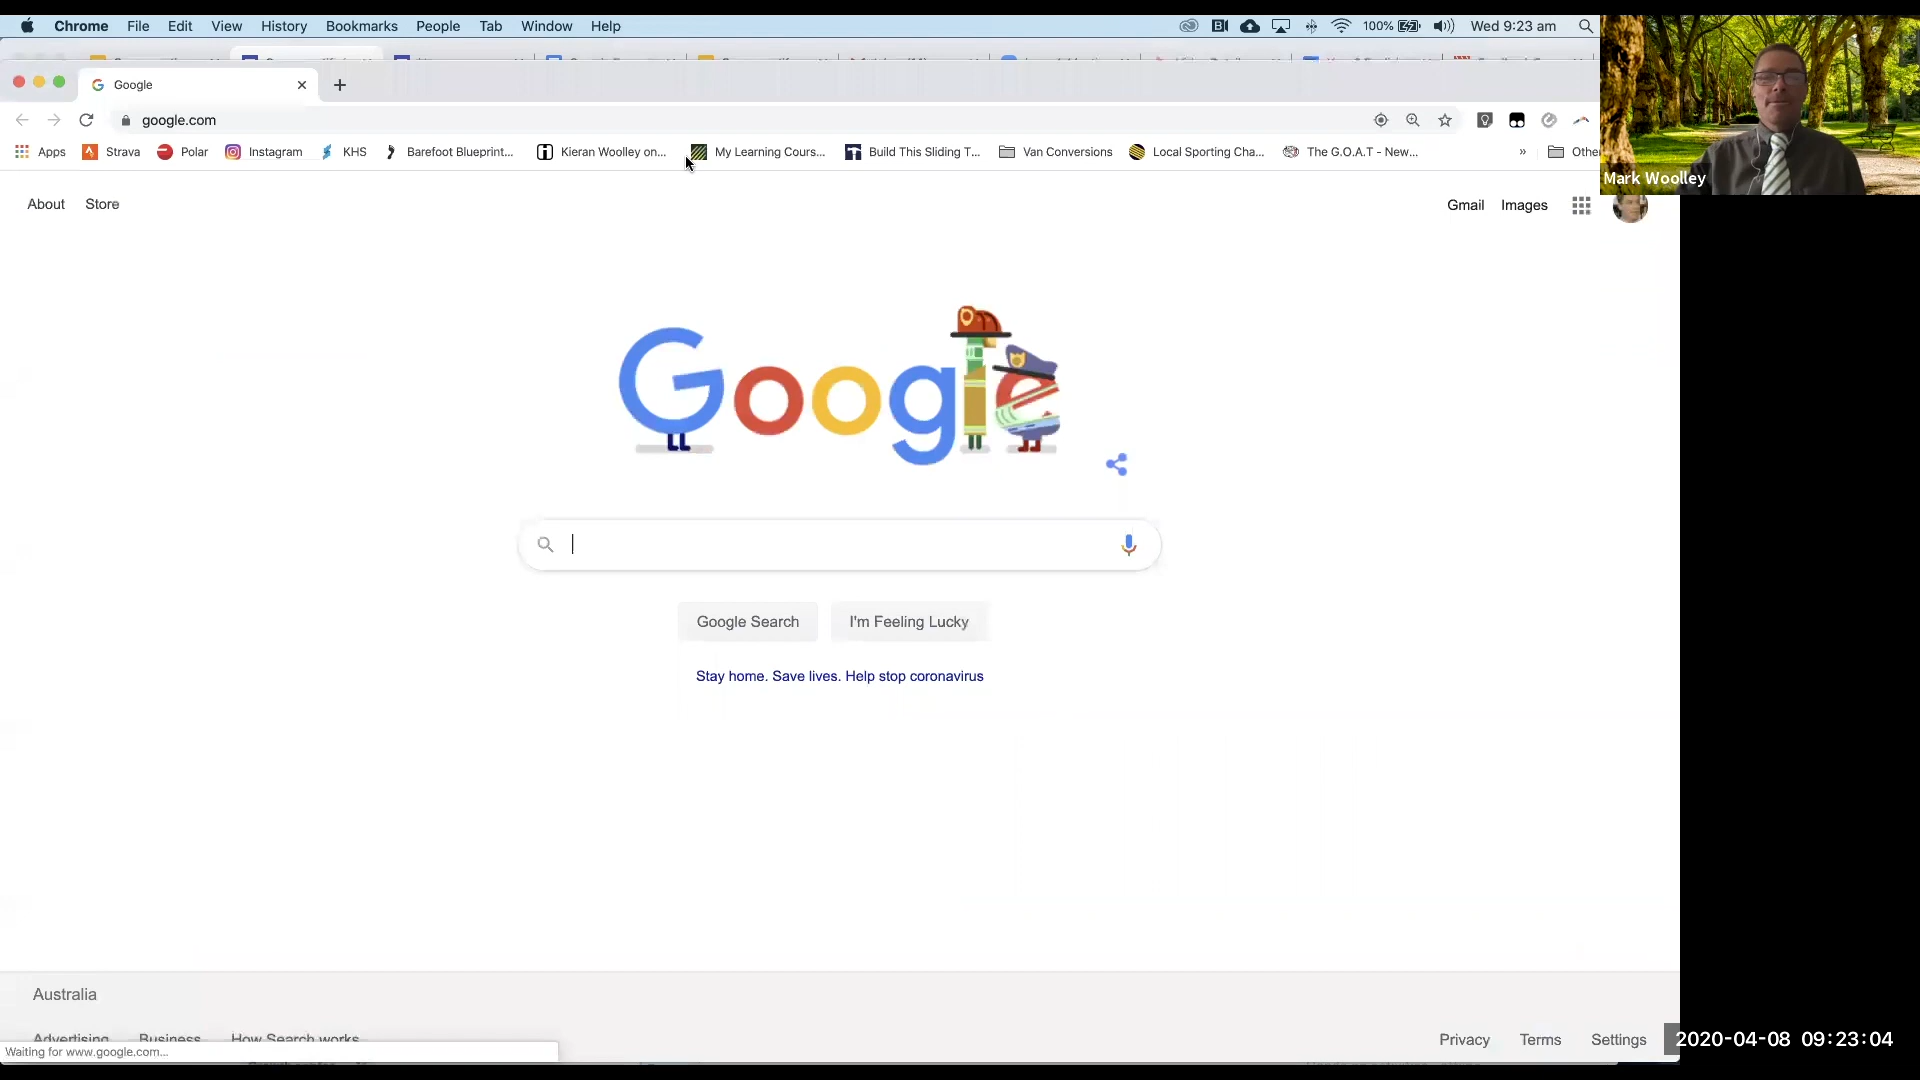 Chrome File Edit View History Bookmarks People Tab Window Help
100% Wed 9:23 am
Google
google.com
Apps Strava Polar Instagram KHS Barefoot Blueprint... Kieran Woolley on... My Learning Cours... Build This Sliding T... Van Conversions Local Sporting Cha... The G.O.A.T - New... » Othe
Mark Woolley
About Store
Gmail Images
Google
Google Search I'm Feeling Lucky
Stay home. Save lives. Help stop coronavirus
Australia
Advertising Business How Search works
Privacy Terms Settings
Waiting for www.google.com...
2020-04-08 09:23:04